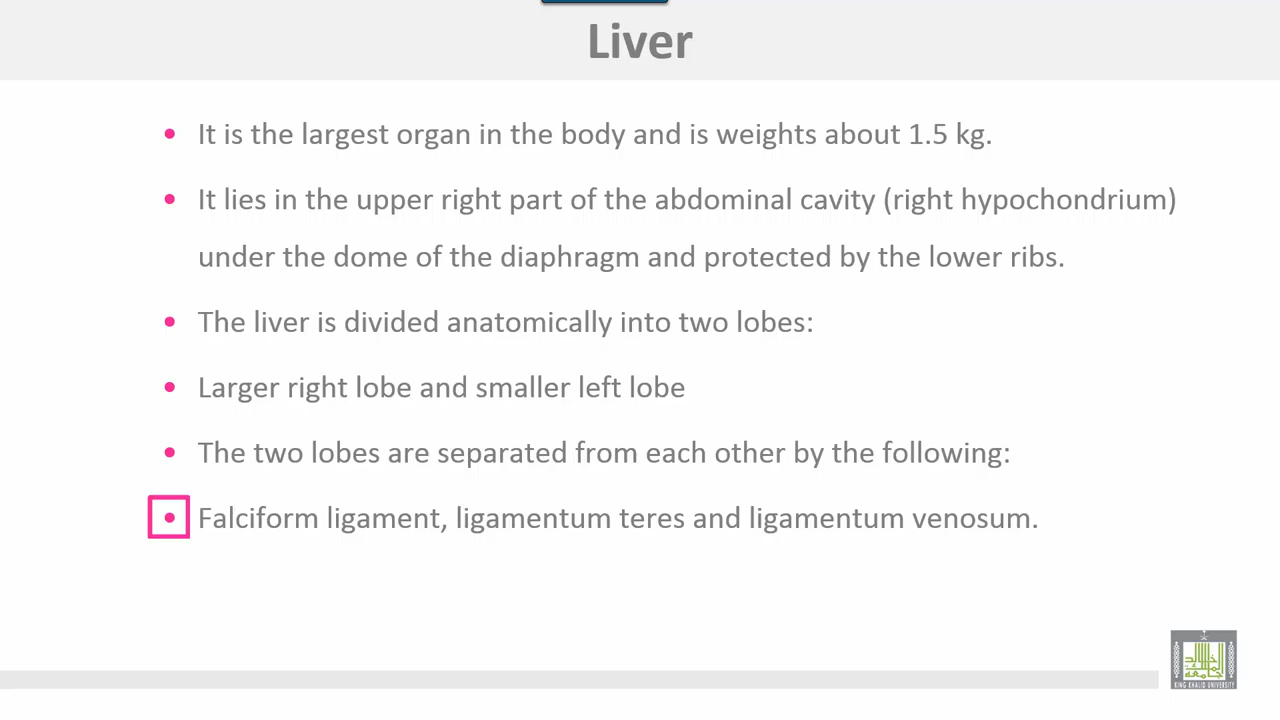 Liver
• It is the largest organ in the body and is weights about 1.5 kg.
• It lies in the upper right part of the abdominal cavity (right hypochondrium)
under the dome of the diaphragm and protected by the lower ribs.
• The liver is divided anatomically into two lobes:
• Larger right lobe and smaller left lobe
• The two lobes are separated from each other by the following:
• Falciform ligament, ligamentum teres and ligamentum venosum.
KING KHALID UNIVERSITY